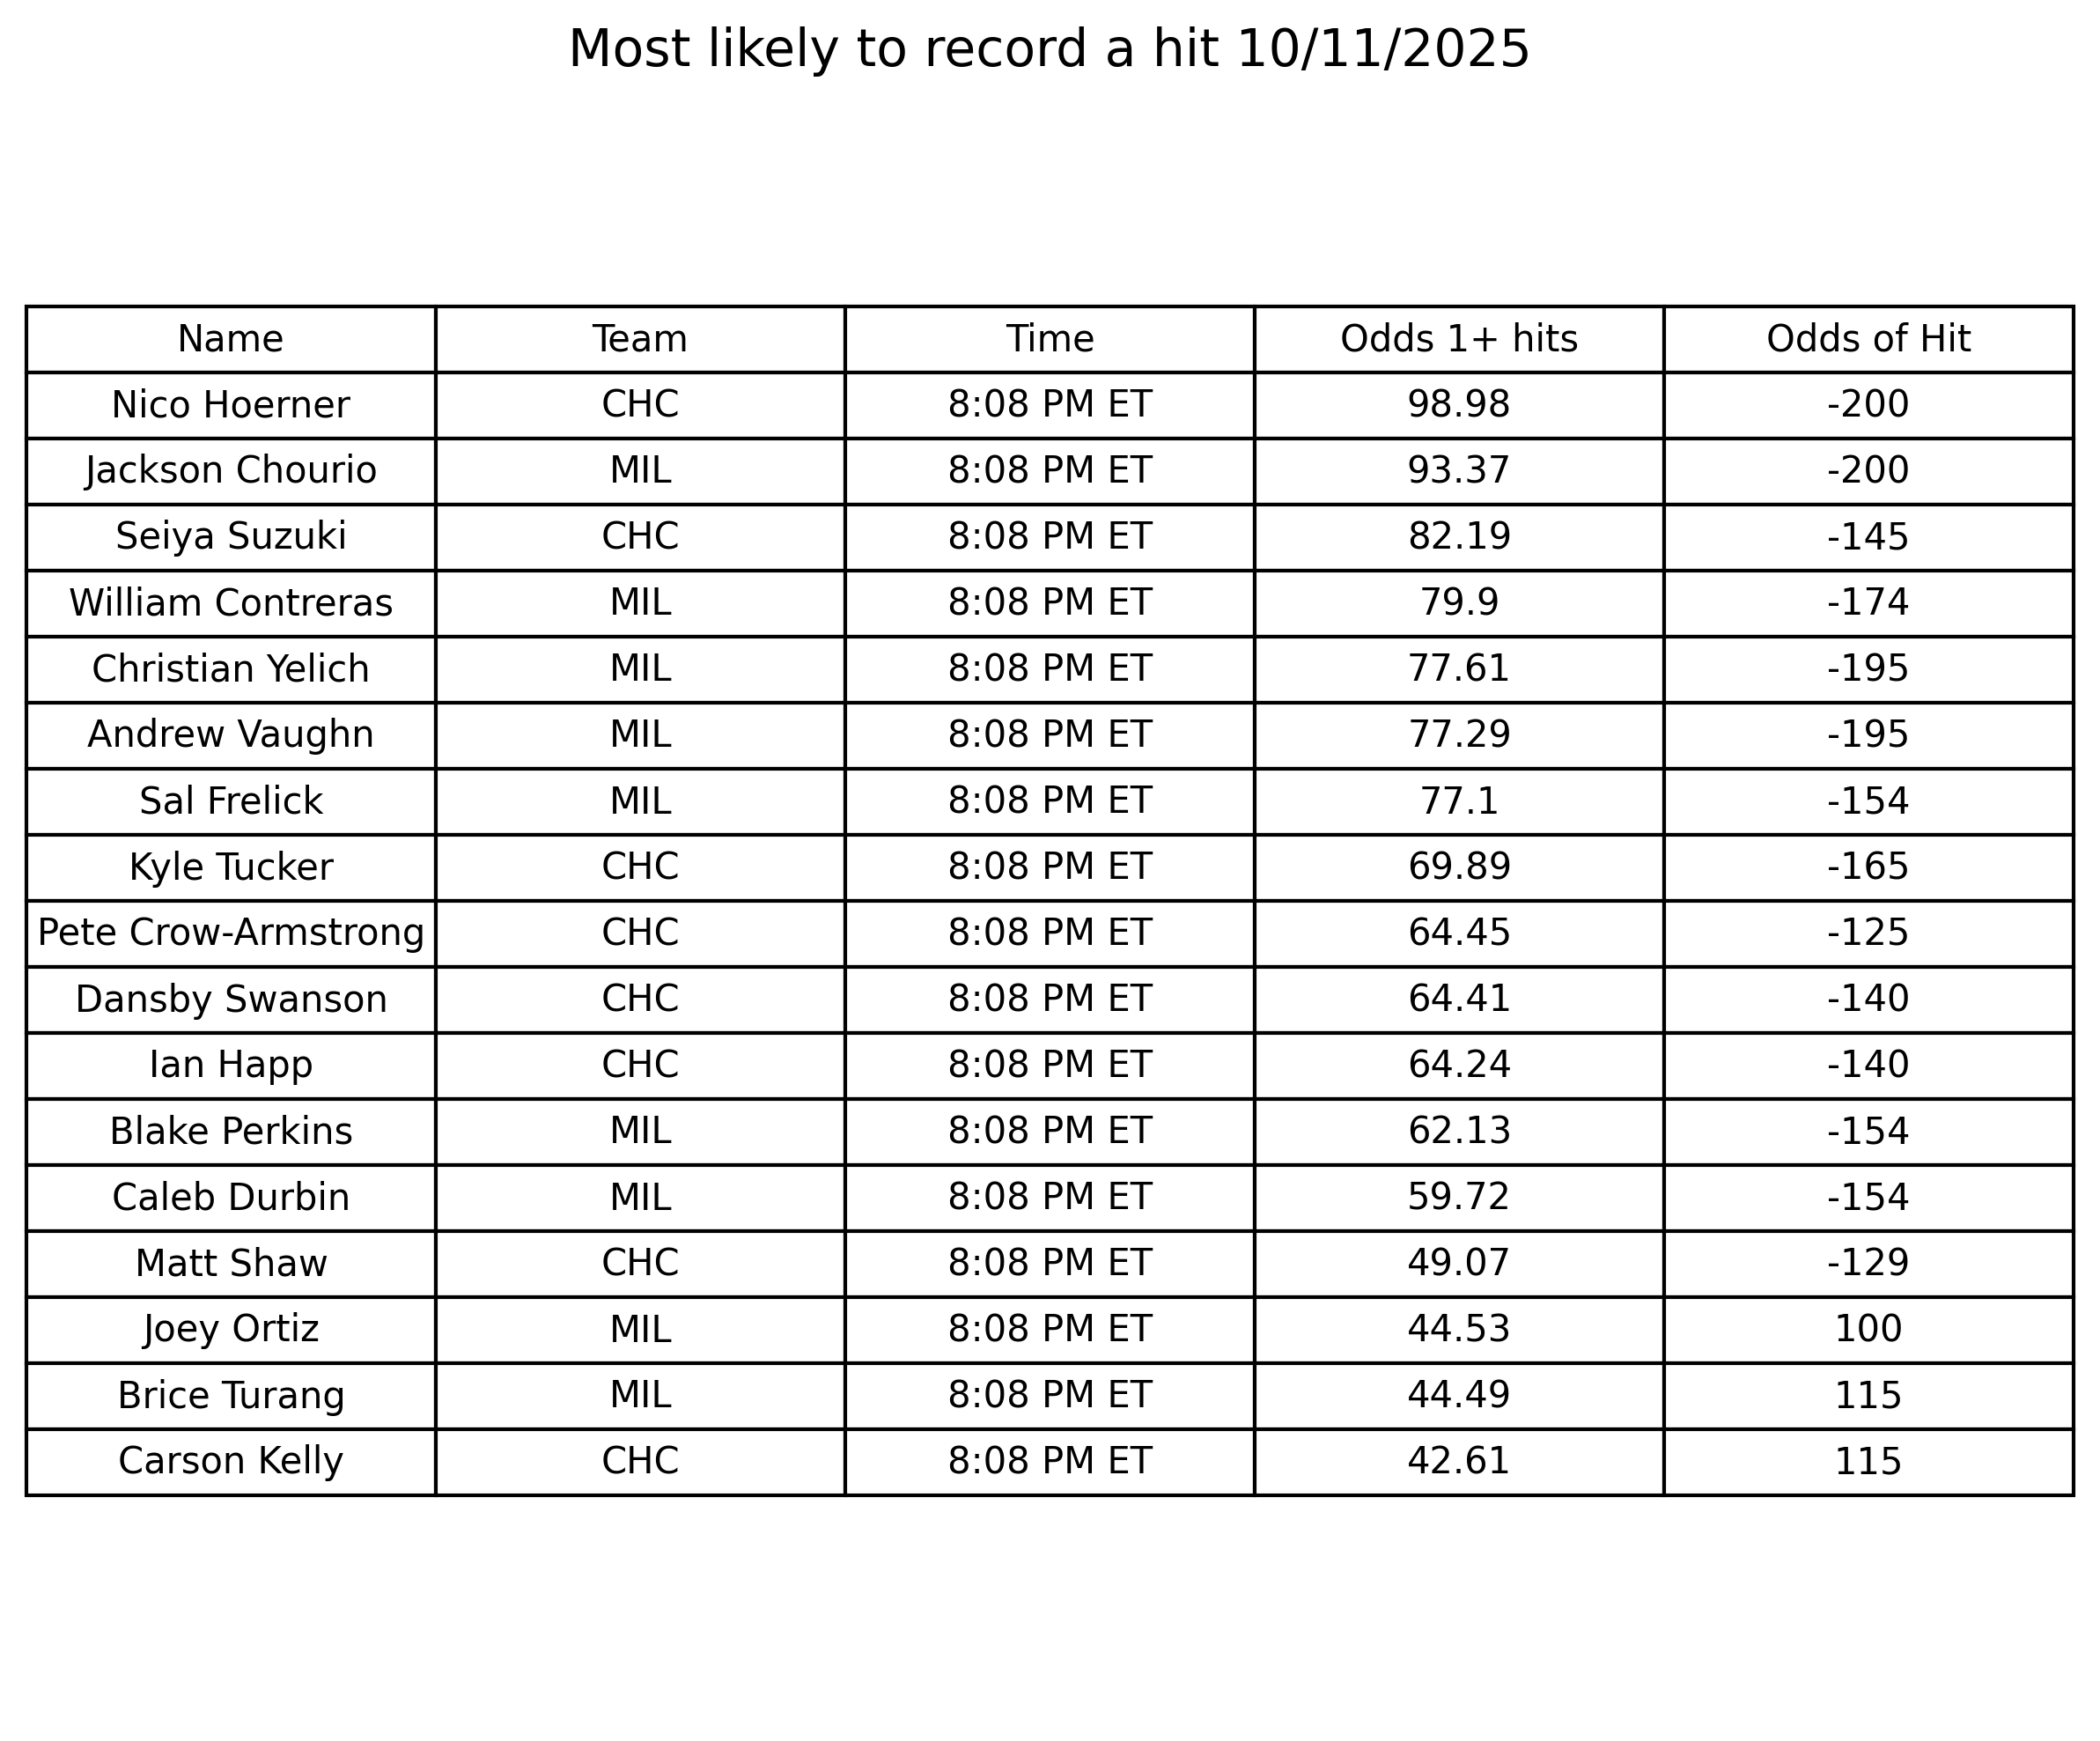 Most likely to record a hit 10/11/2025
Name Team Time Odds 1+ hits Odds of Hit
Nico Hoerner CHC 8:08 PM ET 98.98 -200
Jackson Chourio MIL 8:08 PM ET 93.37 -200
Seiya Suzuki CHC 8:08 PM ET 82.19 -145
William Contreras MIL 8:08 PM ET 79.9 -174
Christian Yelich MIL 8:08 PM ET 77.61 -195
Andrew Vaughn MIL 8:08 PM ET 77.29 -195
Sal Frelick MIL 8:08 PM ET 77.1 -154
Kyle Tucker CHC 8:08 PM ET 69.89 -165
Pete Crow-Armstrong CHC 8:08 PM ET 64.45 -125
Dansby Swanson CHC 8:08 PM ET 64.41 -140
Ian Happ CHC 8:08 PM ET 64.24 -140
Blake Perkins MIL 8:08 PM ET 62.13 -154
Caleb Durbin MIL 8:08 PM ET 59.72 -154
Matt Shaw CHC 8:08 PM ET 49.07 -129
Joey Ortiz MIL 8:08 PM ET 44.53 100
Brice Turang MIL 8:08 PM ET 44.49 115
Carson Kelly CHC 8:08 PM ET 42.61 115